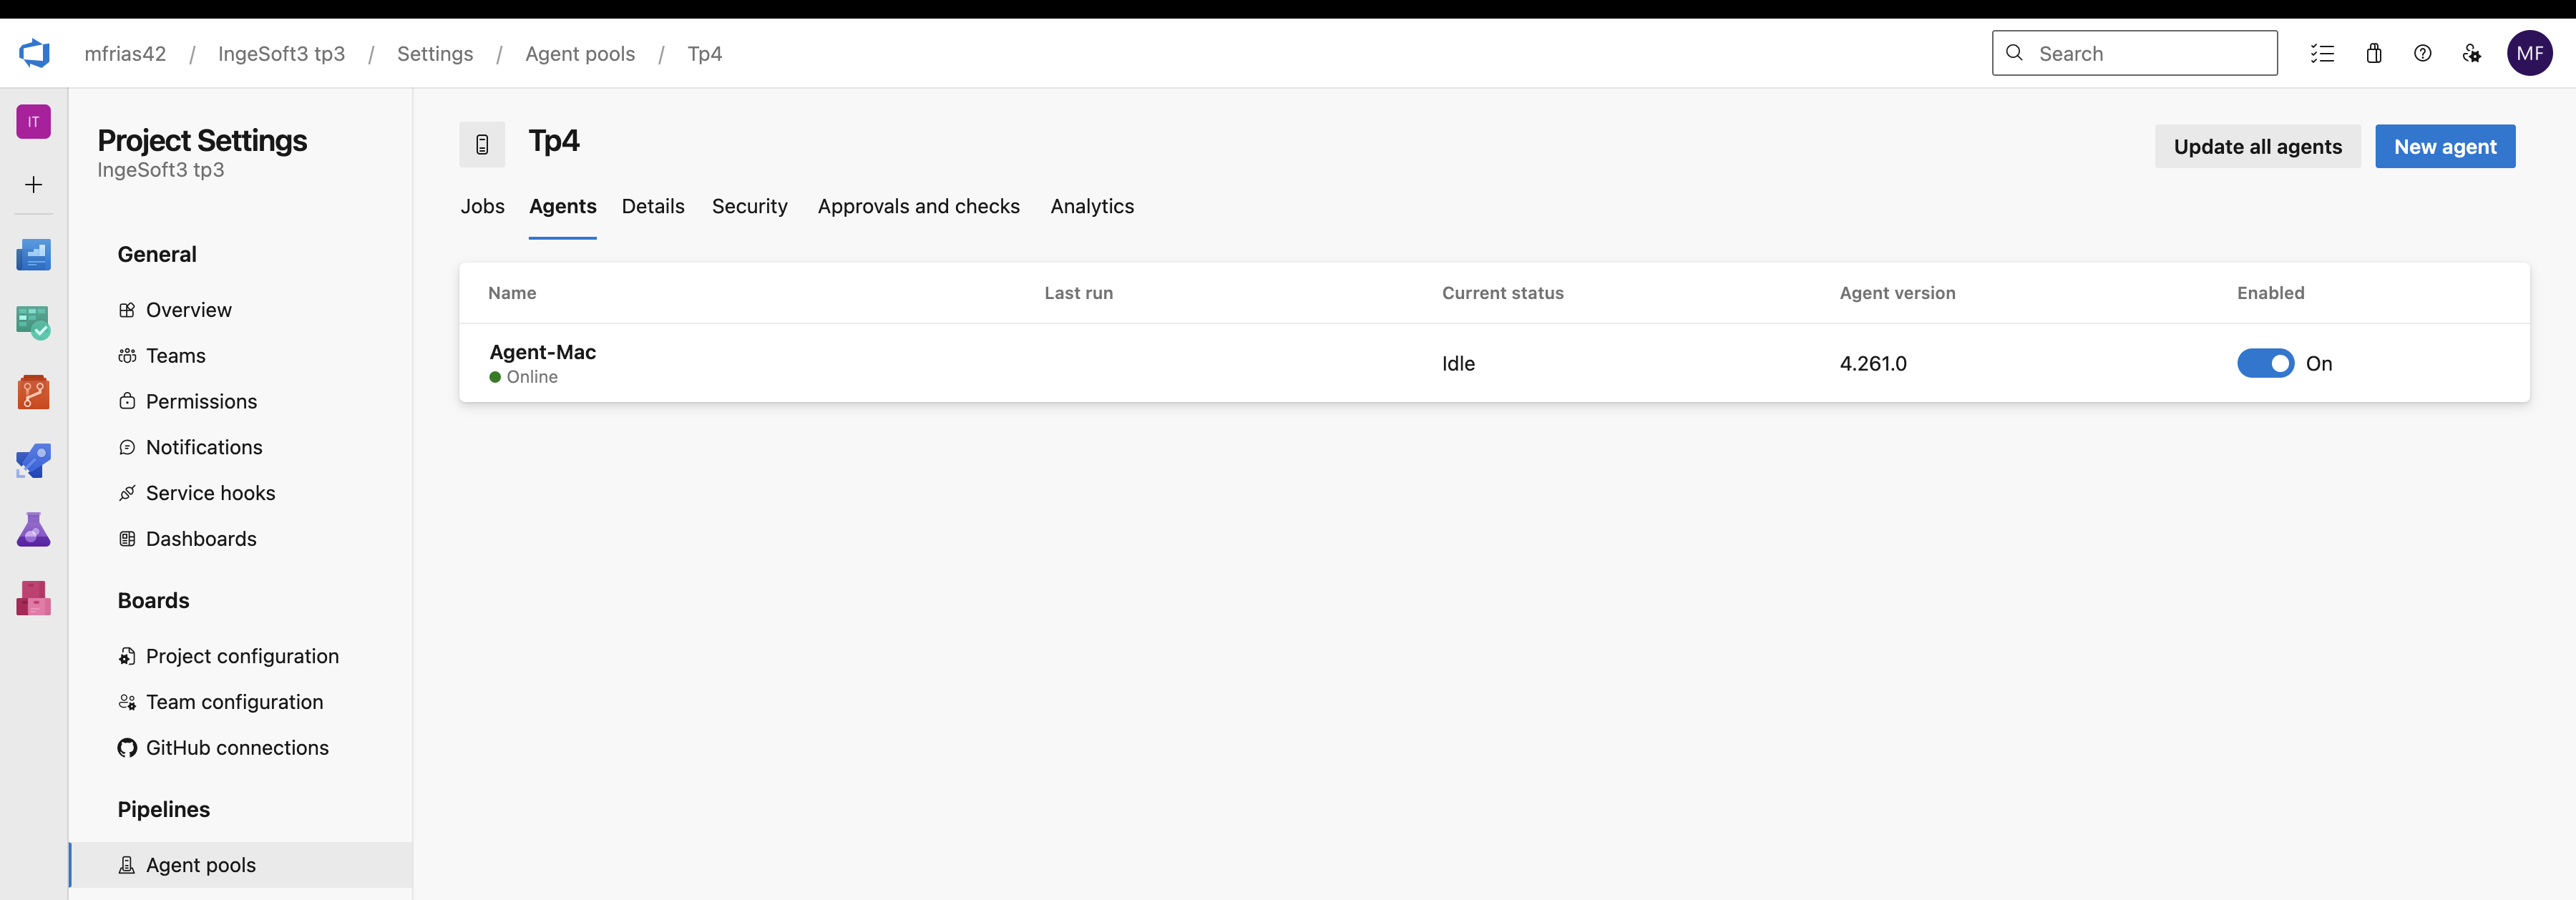 mfrias42 / IngeSoft3 tp3 / Settings / Agent pools / Tp4
Search
MF
IT
Project Settings
IngeSoft3 tp3
General
Overview
Teams
Permissions
Notifications
Service hooks
Dashboards
Boards
Project configuration
Team configuration
GitHub connections
Pipelines
Agent pools
Tp4
Update all agents
New agent
Jobs Agents Details Security Approvals and checks Analytics
Name Last run Current status Agent version Enabled
Agent-Mac
Online
Idle 4.261.0 On